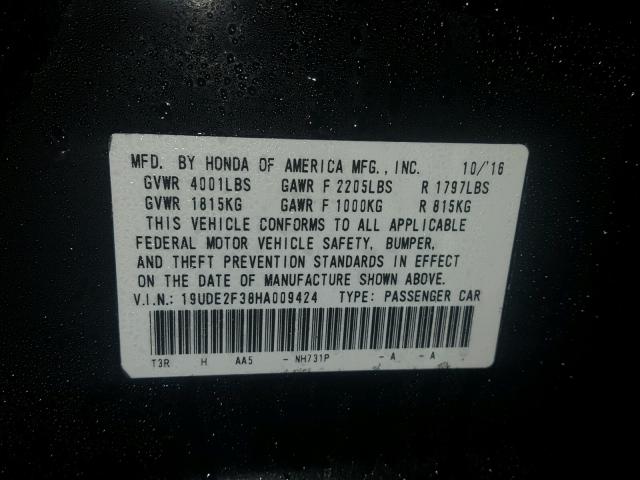 MFD. BY HONDA OF AMERICA MFG., INC. 10/'16
GVWR 4001LBS GAWR F 2205LBS R 1797LBS
GVWR 1815KG GAWR F 1000KG R 815KG
THIS VEHICLE CONFORMS TO ALL APPLICABLE
FEDERAL MOTOR VEHICLE SAFETY, BUMPER,
AND THEFT PREVENTION STANDARDS IN EFFECT
ON THE DATE OF MANUFACTURE SHOWN ABOVE.
V.I.N.: 19UDE2F38HA009424 TYPE: PASSENGER CAR
T3R H AA5 - NH731P - A - A